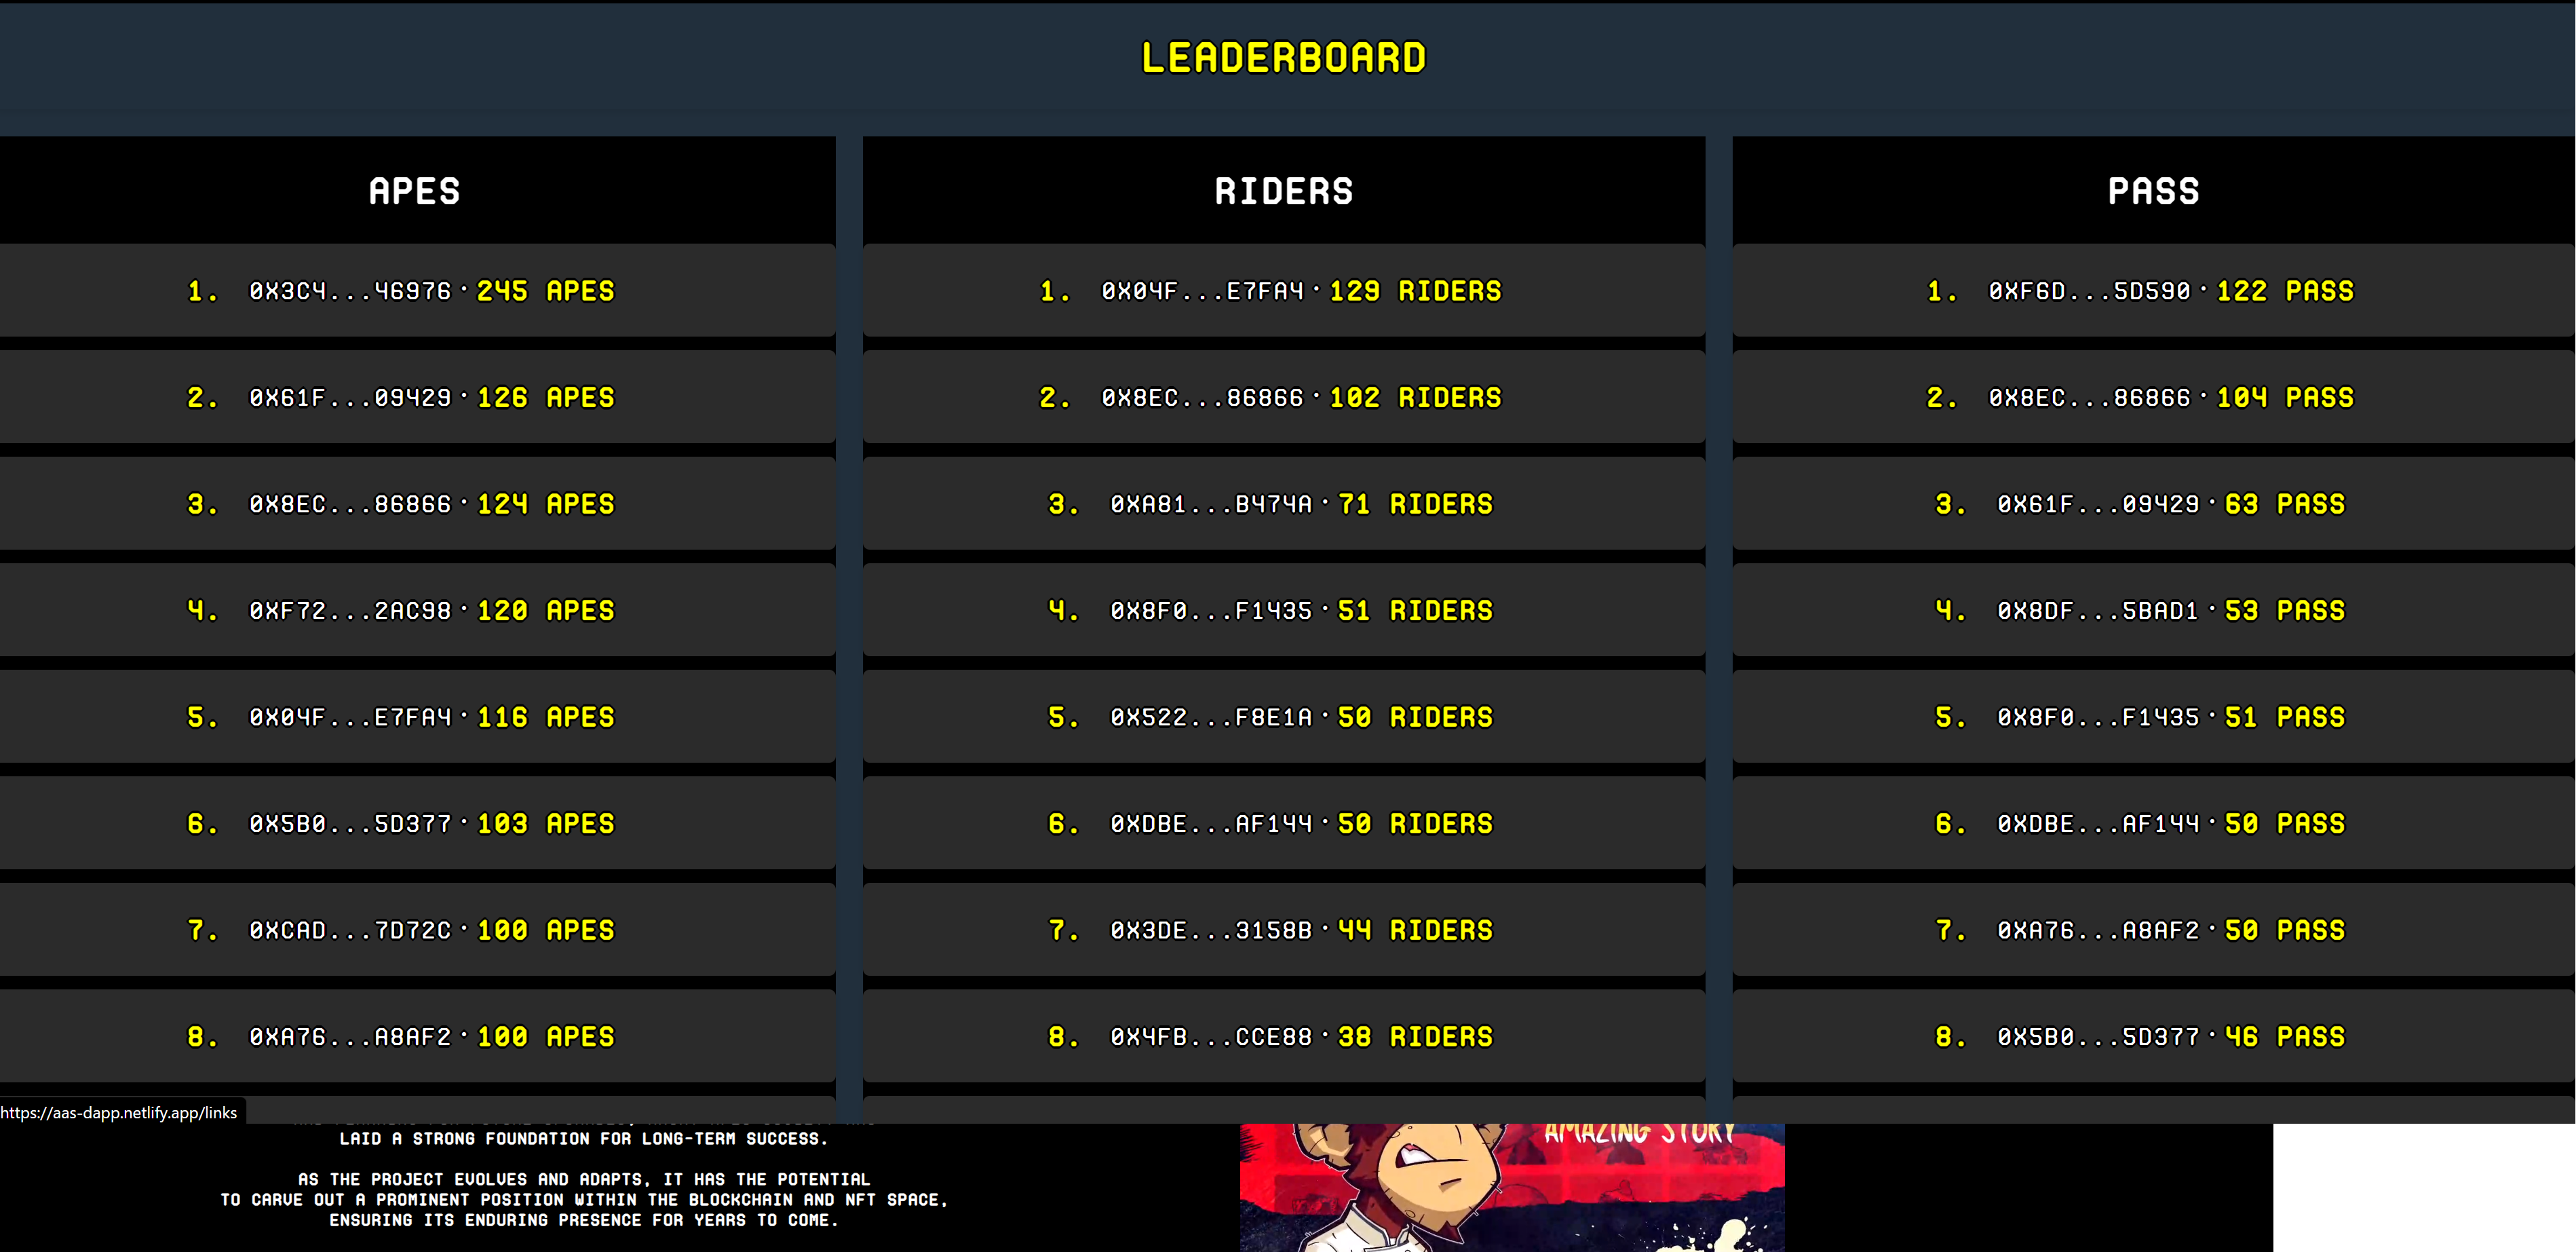 LEADERBOARD
APES
1. 0X3C4...46976 · 245 APES
2. 0X61F...09429 · 126 APES
3. 0X8EC...86866 · 124 APES
4. 0XF72...2AC98 · 120 APES
5. 0X04F...E7FA4 · 116 APES
6. 0X5B0...5D377 · 103 APES
7. 0XCAD...7D72C · 100 APES
8. 0XA76...A8AF2 · 100 APES
RIDERS
1. 0X04F...E7FA4 · 129 RIDERS
2. 0X8EC...86866 · 102 RIDERS
3. 0XA81...B474A · 71 RIDERS
4. 0X8F0...F1435 · 51 RIDERS
5. 0X522...F8E1A · 50 RIDERS
6. 0XDBE...AF144 · 50 RIDERS
7. 0X3DE...3158B · 44 RIDERS
8. 0X4FB...CCE88 · 38 RIDERS
PASS
1. 0XF6D...5D590 · 122 PASS
2. 0X8EC...86866 · 104 PASS
3. 0X61F...09429 · 63 PASS
4. 0X8DF...5BAD1 · 53 PASS
5. 0X8F0...F1435 · 51 PASS
6. 0XDBE...AF144 · 50 PASS
7. 0XA76...A8AF2 · 50 PASS
8. 0X5B0...5D377 · 46 PASS
https://aas-dapp.netlify.app/links
LAID A STRONG FOUNDATION FOR LONG-TERM SUCCESS.
AS THE PROJECT EVOLVES AND ADAPTS, IT HAS THE POTENTIAL
TO CARVE OUT A PROMINENT POSITION WITHIN THE BLOCKCHAIN AND NFT SPACE,
ENSURING ITS ENDURING PRESENCE FOR YEARS TO COME.
AMAZING STORY